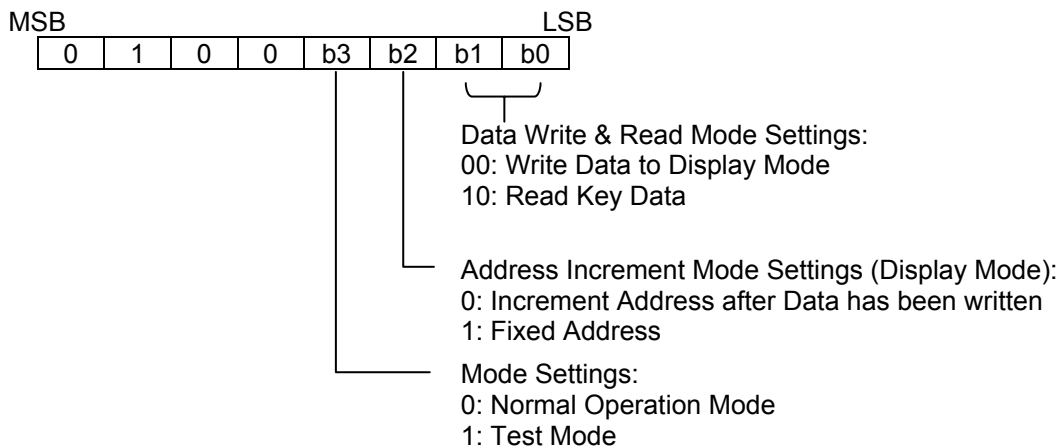 MSB LSB
0 1 0 0 b3 b2 b1 b0
Data Write & Read Mode Settings:
00: Write Data to Display Mode
10: Read Key Data
Address Increment Mode Settings (Display Mode):
0: Increment Address after Data has been written
1: Fixed Address
Mode Settings:
0: Normal Operation Mode
1: Test Mode